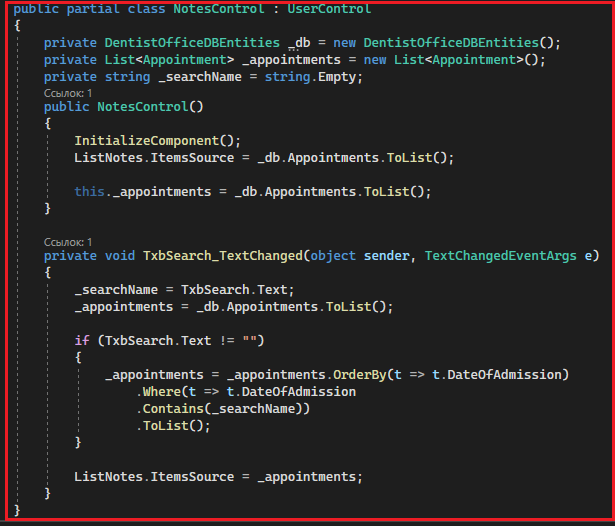 public partial class NotesControl : UserControl
{
    private DentistOfficeDBEntities _db = new DentistOfficeDBEntities();
    private List<Appointment> _appointments = new List<Appointment>();
    private string _searchName = string.Empty;
    Ссылок: 1
    public NotesControl()
    {
        InitializeComponent();
        ListNotes.ItemsSource = _db.Appointments.ToList();
        this._appointments = _db.Appointments.ToList();
    }
    Ссылок: 1
    private void TxbSearch_TextChanged(object sender, TextChangedEventArgs e)
    {
        _searchName = TxbSearch.Text;
        _appointments = _db.Appointments.ToList();
        if (TxbSearch.Text != "")
        {
            _appointments = _appointments.OrderBy(t => t.DateOfAdmission)
                .Where(t => t.DateOfAdmission
                .Contains(_searchName))
                .ToList();
        }
        ListNotes.ItemsSource = _appointments;
    }
}